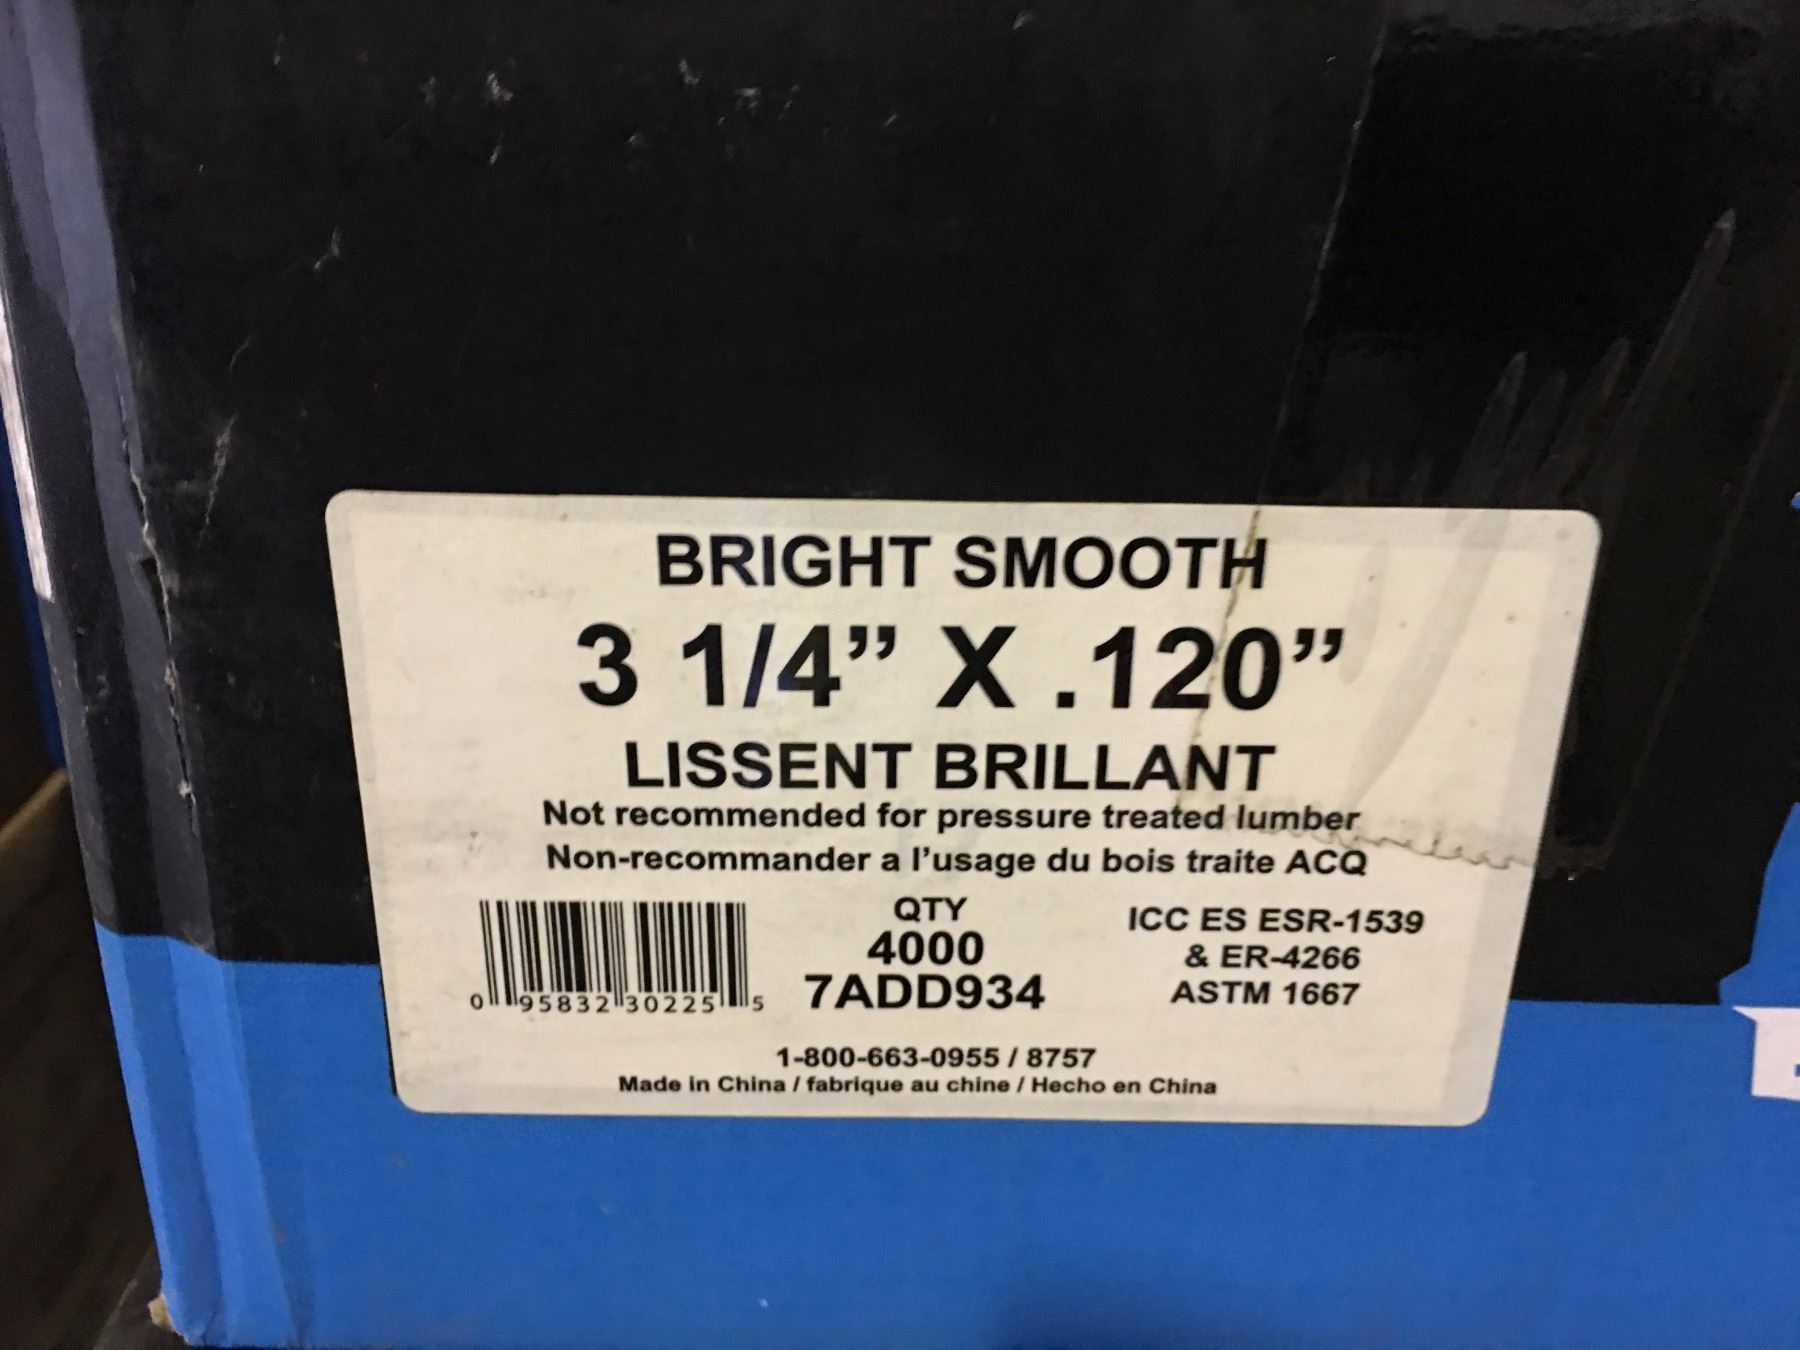 BRIGHT SMOOTH
3 1/4” X .120”
LISSENT BRILLANT
Not recommended for pressure treated lumber
Non-recommander a l’usage du bois traite ACQ
QTY
4000
7ADD934
ICC ES ESR-1539
& ER-4266
ASTM 1667
0 95832 30225 5
1-800-663-0955 / 8757
Made in China / fabrique au chine / Hecho en China